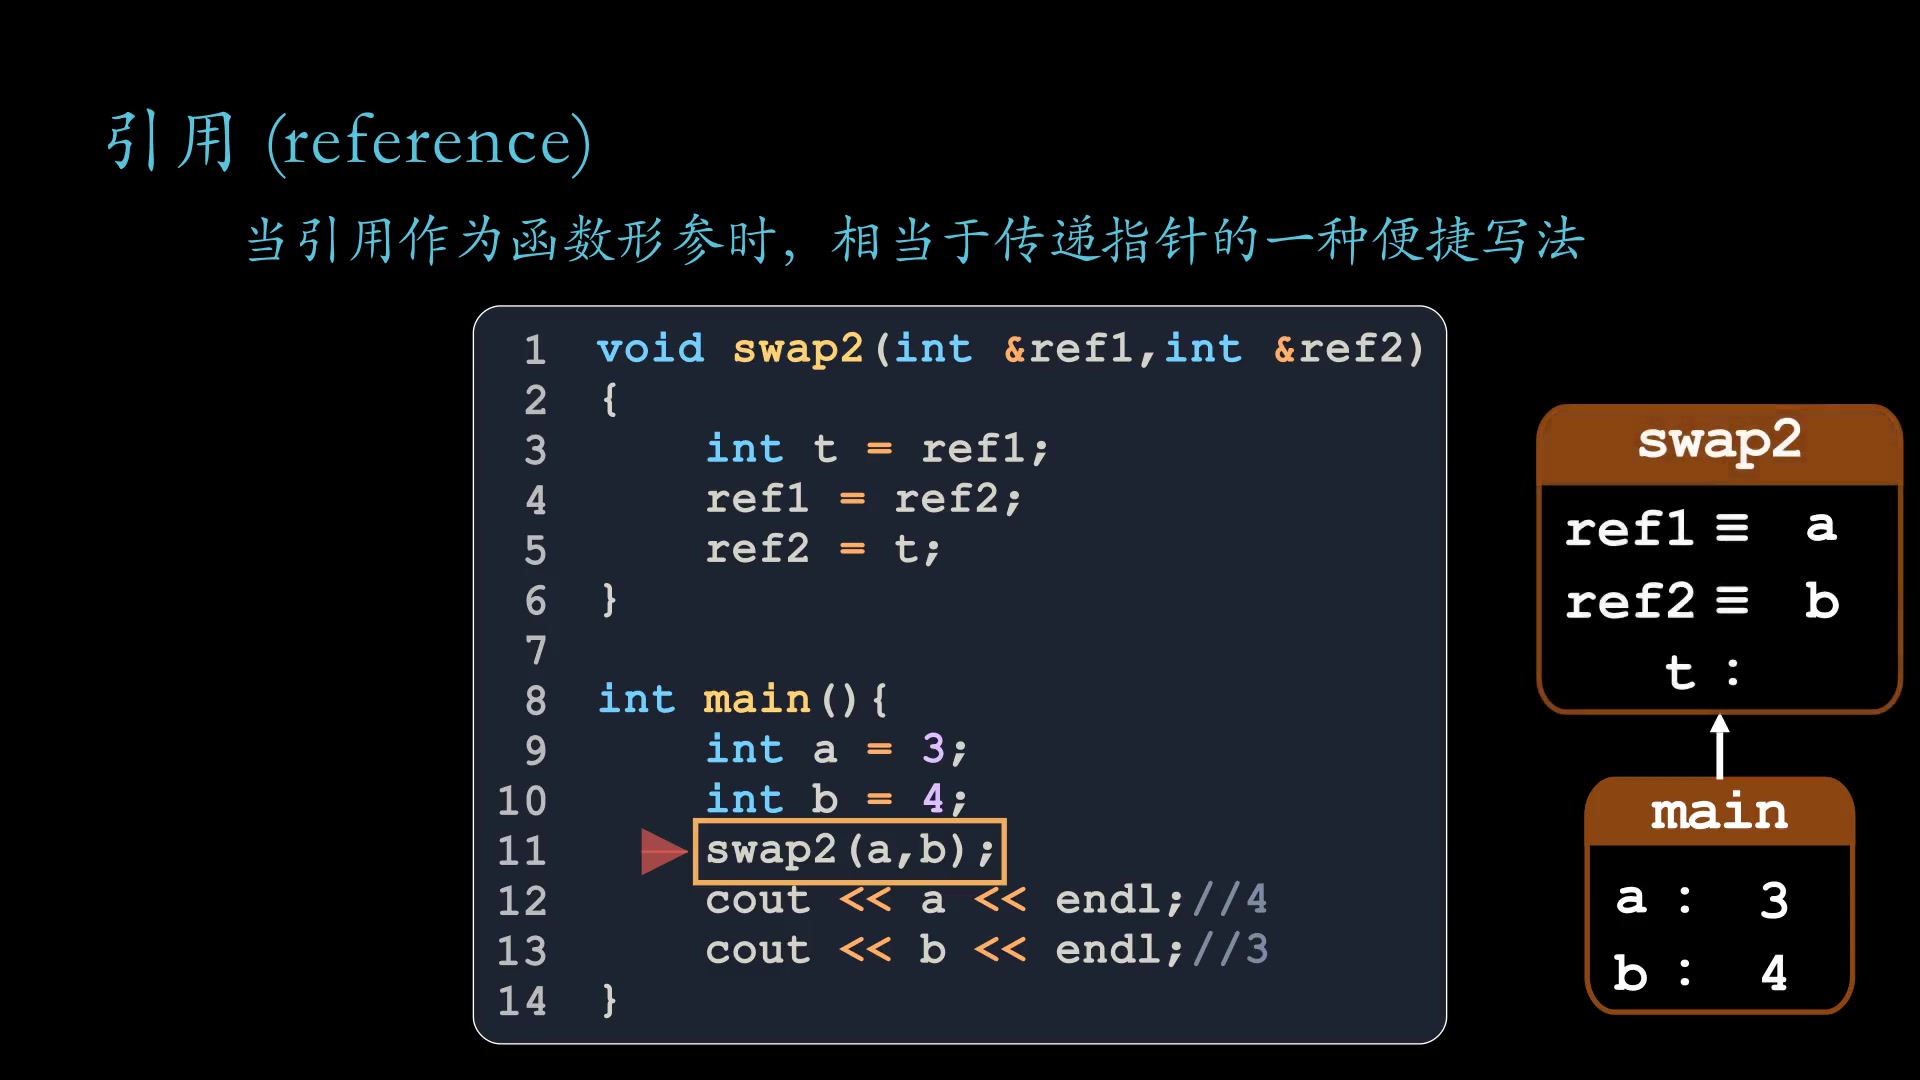 引用 (reference)
当引用作为函数形参时，相当于传递指针的一种便捷写法
1 void swap2(int &ref1,int &ref2)
2 {
3     int t = ref1;
4     ref1 = ref2;
5     ref2 = t;
6 }
7
8 int main(){
9     int a = 3;
10     int b = 4;
11     swap2(a,b);
12     cout << a << endl;//4
13     cout << b << endl;//3
14 }
swap2
ref1 ≡ a
ref2 ≡ b
t :
main
a : 3
b : 4